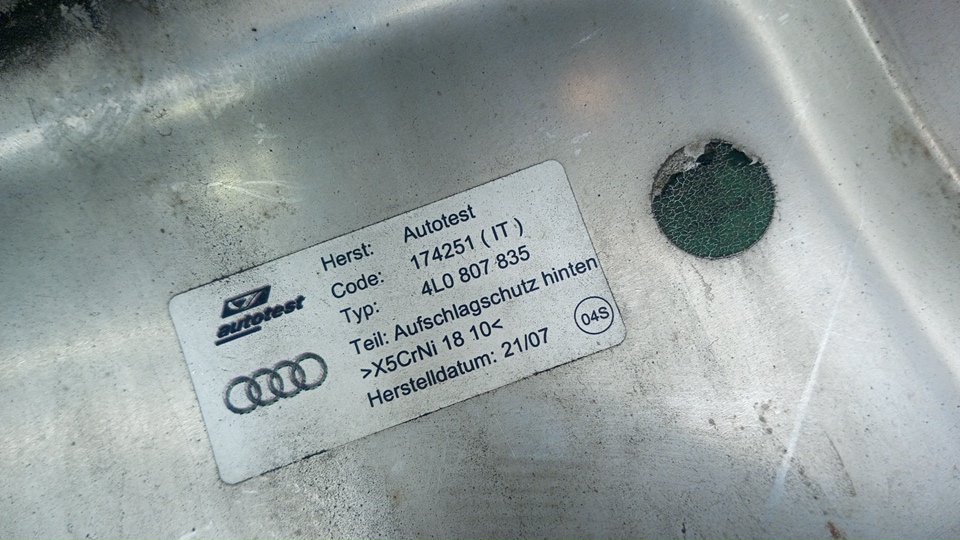 autotest
Herst: Autotest
Code: 174251 ( IT )
Typ: 4L0 807 835
Teil: Aufschlagschutz hinten
>X5CrNi 18 10<
Herstelldatum: 21/07
04S